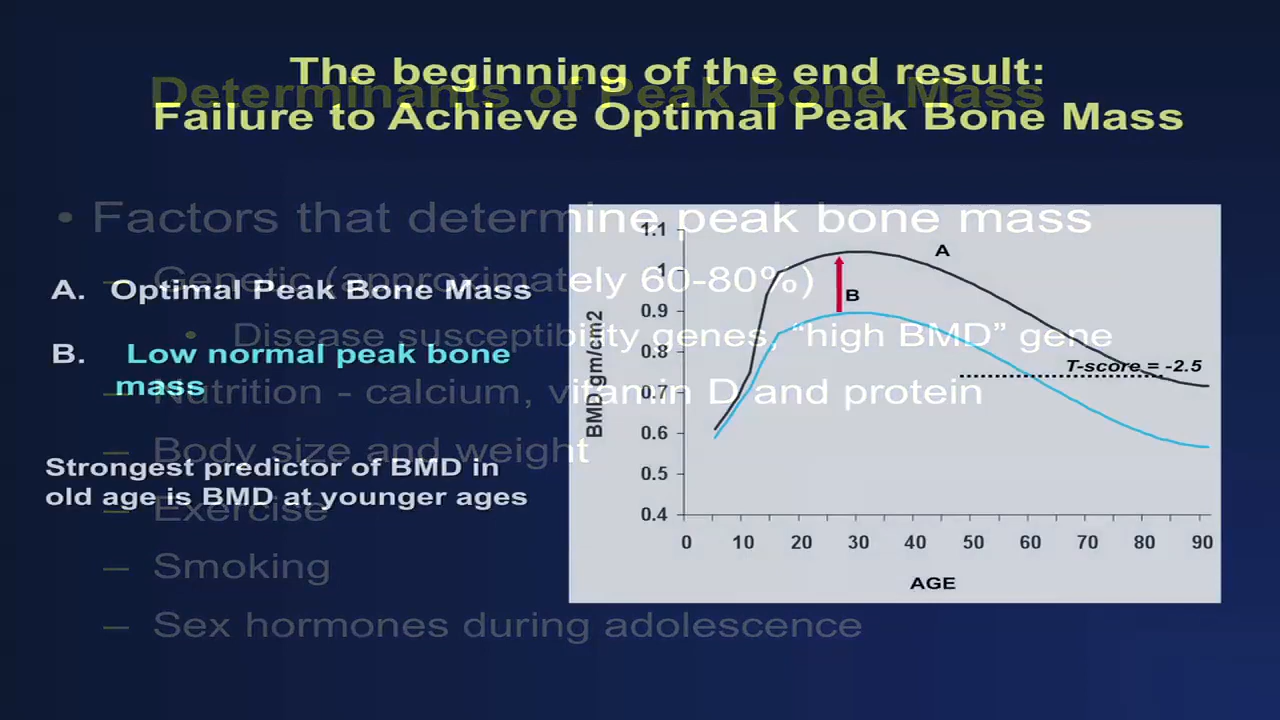 The beginning of the end result:
Failure to Achieve Optimal Peak Bone Mass
Determinants of Peak Bone Mass
• Factors that determine peak bone mass
– Genetic (approximately 60-80%)
• Disease susceptibility genes, “high BMD” gene
– Nutrition - calcium, vitamin D and protein
– Body size and weight
– Exercise
– Smoking
– Sex hormones during adolescence
A. Optimal Peak Bone Mass
B. Low normal peak bone
mass
Strongest predictor of BMD in
old age is BMD at younger ages
BMD gm/cm2
1.1
1
0.9
0.8
0.7
0.6
0.5
0.4
A
B
T-score = -2.5
0 10 20 30 40 50 60 70 80 90
AGE